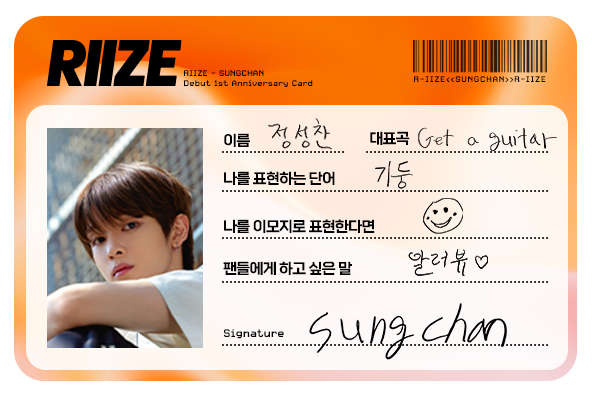 RIIZE
RIIZE - SUNGCHAN
Debut 1st Anniversary Card
R-IIZE<<SUNGCHAN>>R-IIZE
이름 정성찬 대표곡 Get a guitar
나를 표현하는 단어 기둥
나를 이모지로 표현한다면
팬들에게 하고 싶은 말 알러뷰♡
Signature sungchan